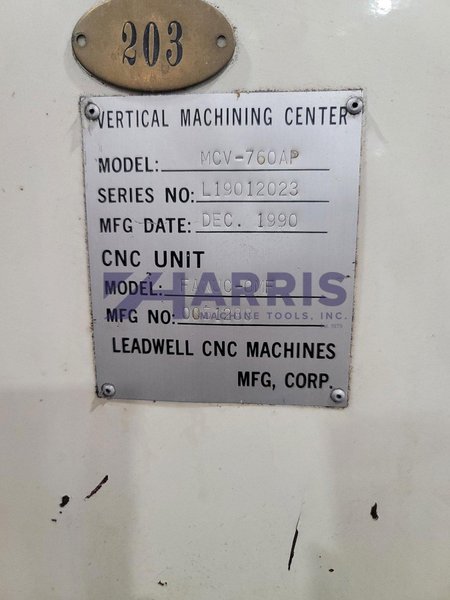 203
VERTICAL MACHINING CENTER
MODEL: MCV-760AP
SERIES NO: L19012023
MFG DATE: DEC. 1990
CNC UNiT
MODEL:
HARRIS
MACHINE TOOLS, INC.
MFG NO:
LEADWELL CNC MACHINES
MFG, CORP.